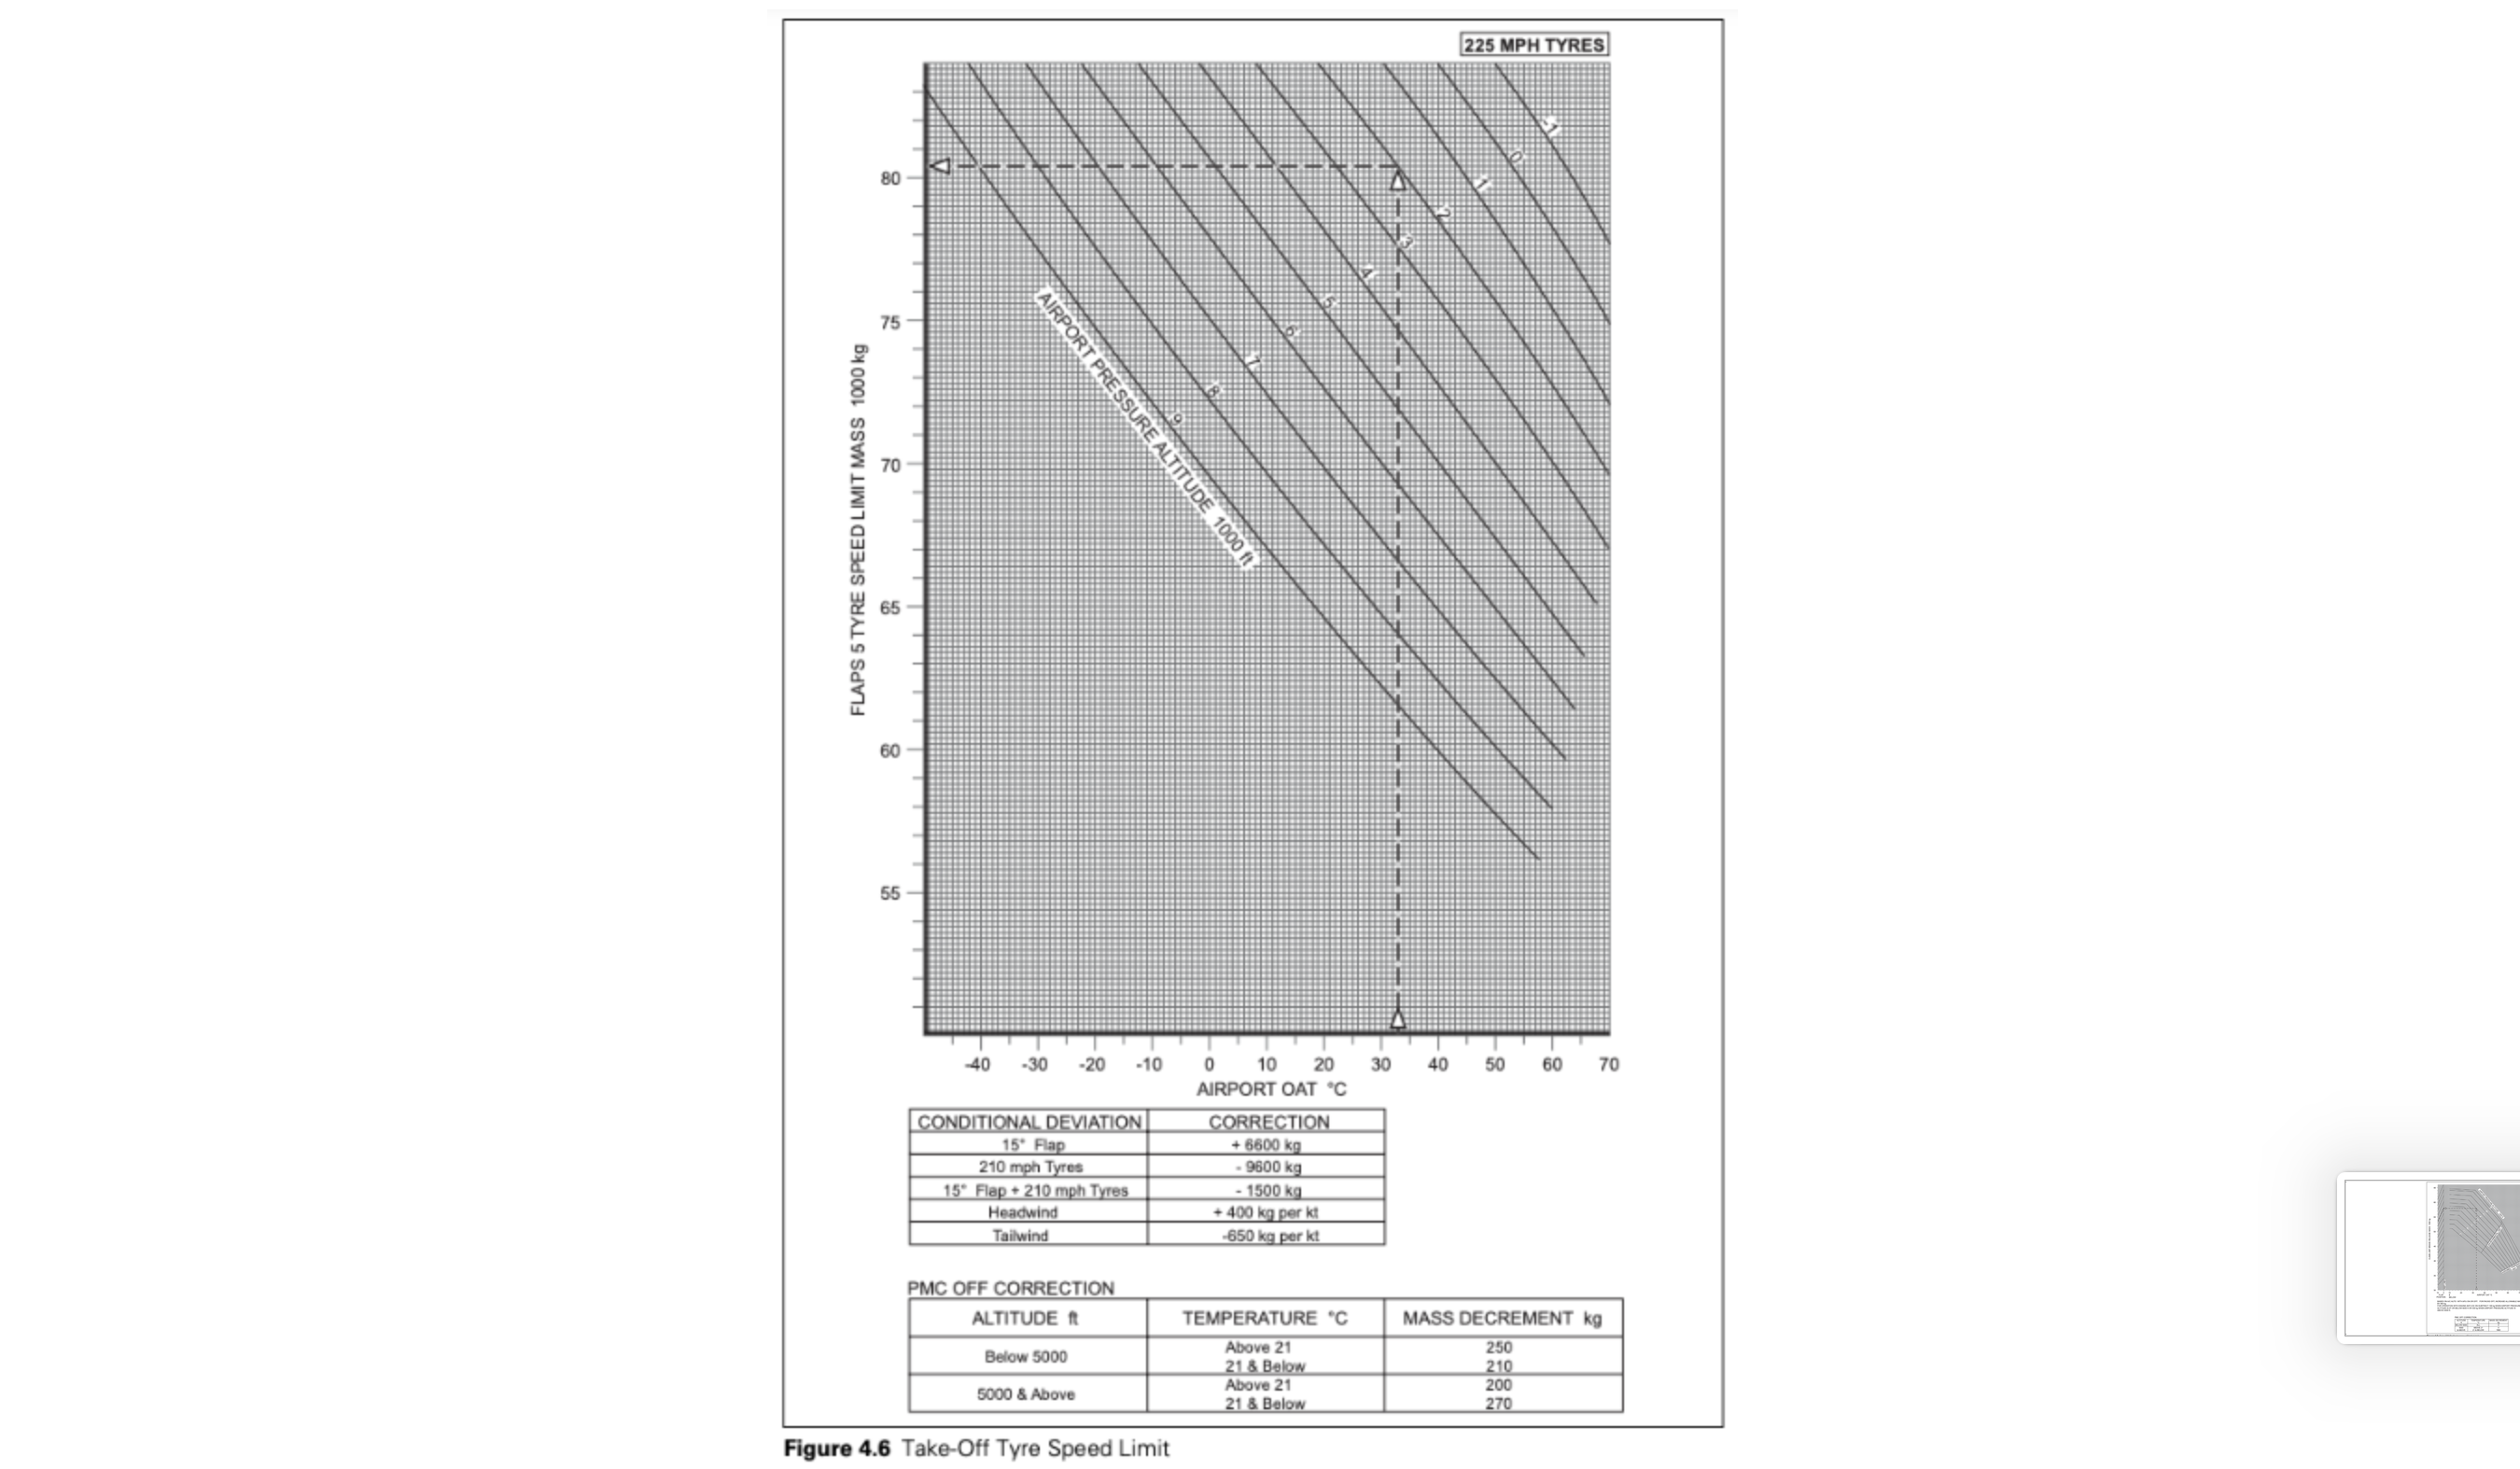 225 MPH TYRES
-1
0
1
2
3
4
5
6
7
8
9
AIRPORT PRESSURE ALTITUDE 1000 ft
FLAPS 5 TYRE SPEED LIMIT MASS 1000 kg
80
75
70
65
60
55
-40 -30 -20 -10 0 10 20 30 40 50 60 70
AIRPORT OAT °C
CONDITIONAL DEVIATION CORRECTION
15° Flap + 6600 kg
210 mph Tyres - 9600 kg
15° Flap + 210 mph Tyres - 1500 kg
Headwind + 400 kg per kt
Tailwind -650 kg per kt
PMC OFF CORRECTION
ALTITUDE ft TEMPERATURE °C MASS DECREMENT kg
Below 5000 Above 21 250
21 & Below 210
5000 & Above Above 21 200
21 & Below 270
Figure 4.6 Take-Off Tyre Speed Limit